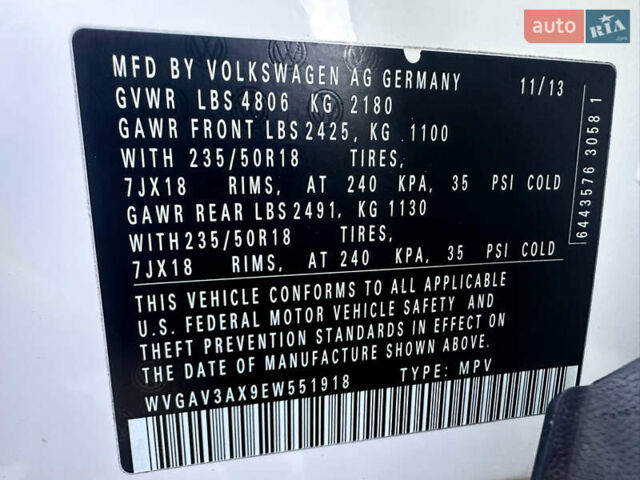 auto RIA
.com
MFD BY VOLKSWAGEN AG GERMANY 11/13
GVWR LBS 4806 KG 2180
GAWR FRONT LBS 2425, KG 1100
WITH 235/50R18 TIRES,
7JX18 RIMS, AT 240 KPA, 35 PSI COLD
GAWR REAR LBS 2491, KG 1130
WITH 235/50R18 TIRES,
7JX18 RIMS, AT 240 KPA, 35 PSI COLD
THIS VEHICLE CONFORMS TO ALL APPLICABLE
U.S. FEDERAL MOTOR VEHICLE SAFETY AND
THEFT PREVENTION STANDARDS IN EFFECT ON
THE DATE OF MANUFACTURE SHOWN ABOVE.
WVGAV3AX9EW551918 TYPE: MPV
6443576 30581